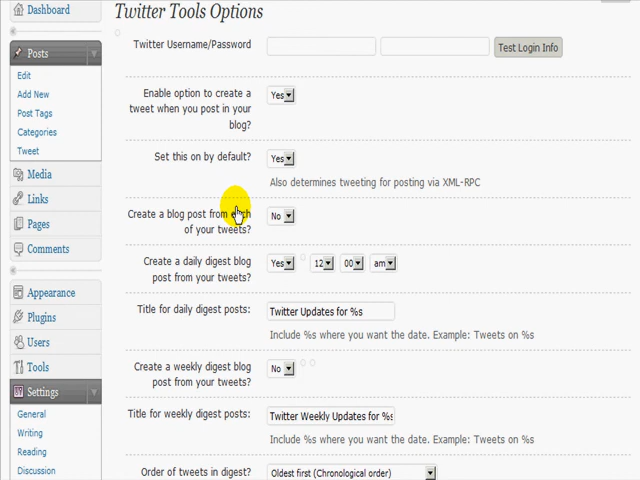 Dashboard
Posts
Edit
Add New
Post Tags
Categories
Tweet
Media
Links
Pages
Comments
Appearance
Plugins
Users
Tools
Settings
General
Writing
Reading
Discussion
Twitter Tools Options
Twitter Username/Password
Test Login Info
Enable option to create a
tweet when you post in your
blog?
Yes
Set this on by default?
Yes
Also determines tweeting for posting via XML-RPC
Create a blog post from each
of your tweets?
No
Create a daily digest blog
post from your tweets?
Yes 12 00 am
Title for daily digest posts:
Twitter Updates for %s
Include %s where you want the date. Example: Tweets on %s
Create a weekly digest blog
post from your tweets?
No
Title for weekly digest posts:
Twitter Weekly Updates for %s
Include %s where you want the date. Example: Tweets on %s
Order of tweets in digest?
Oldest first (Chronological order)